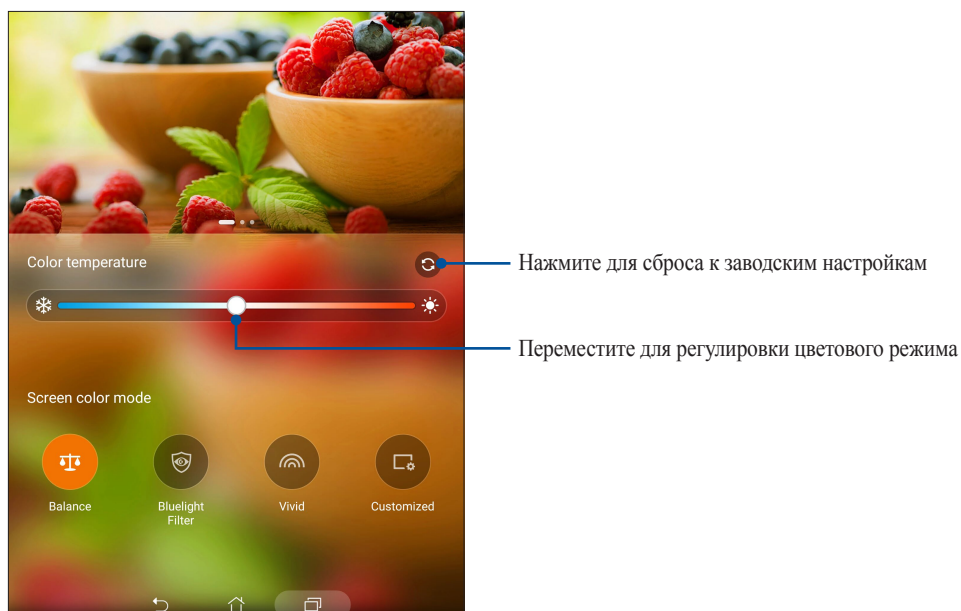 Color temperature
Нажмите для сброса к заводским настройкам
Переместите для регулировки цветового режима
Screen color mode
Balance
Bluelight
Filter
Vivid
Customized